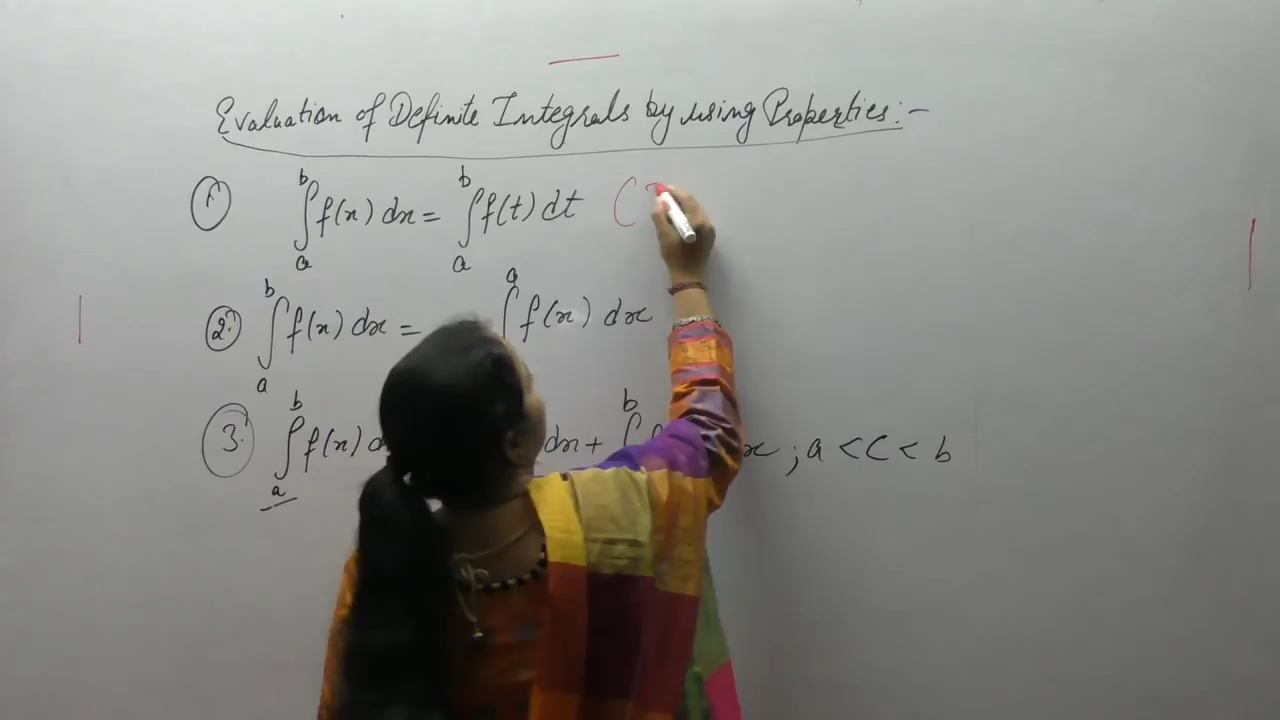 Evaluation of Definite Integrals by using Properties:-
1. ∫_a^b f(x) dx = ∫_a^b f(t) dt (
2. ∫_a^b f(x) dx = ∫^a f(x) dx
3. ∫_a^b f(x) d dx + ∫^b x ; a < c < b